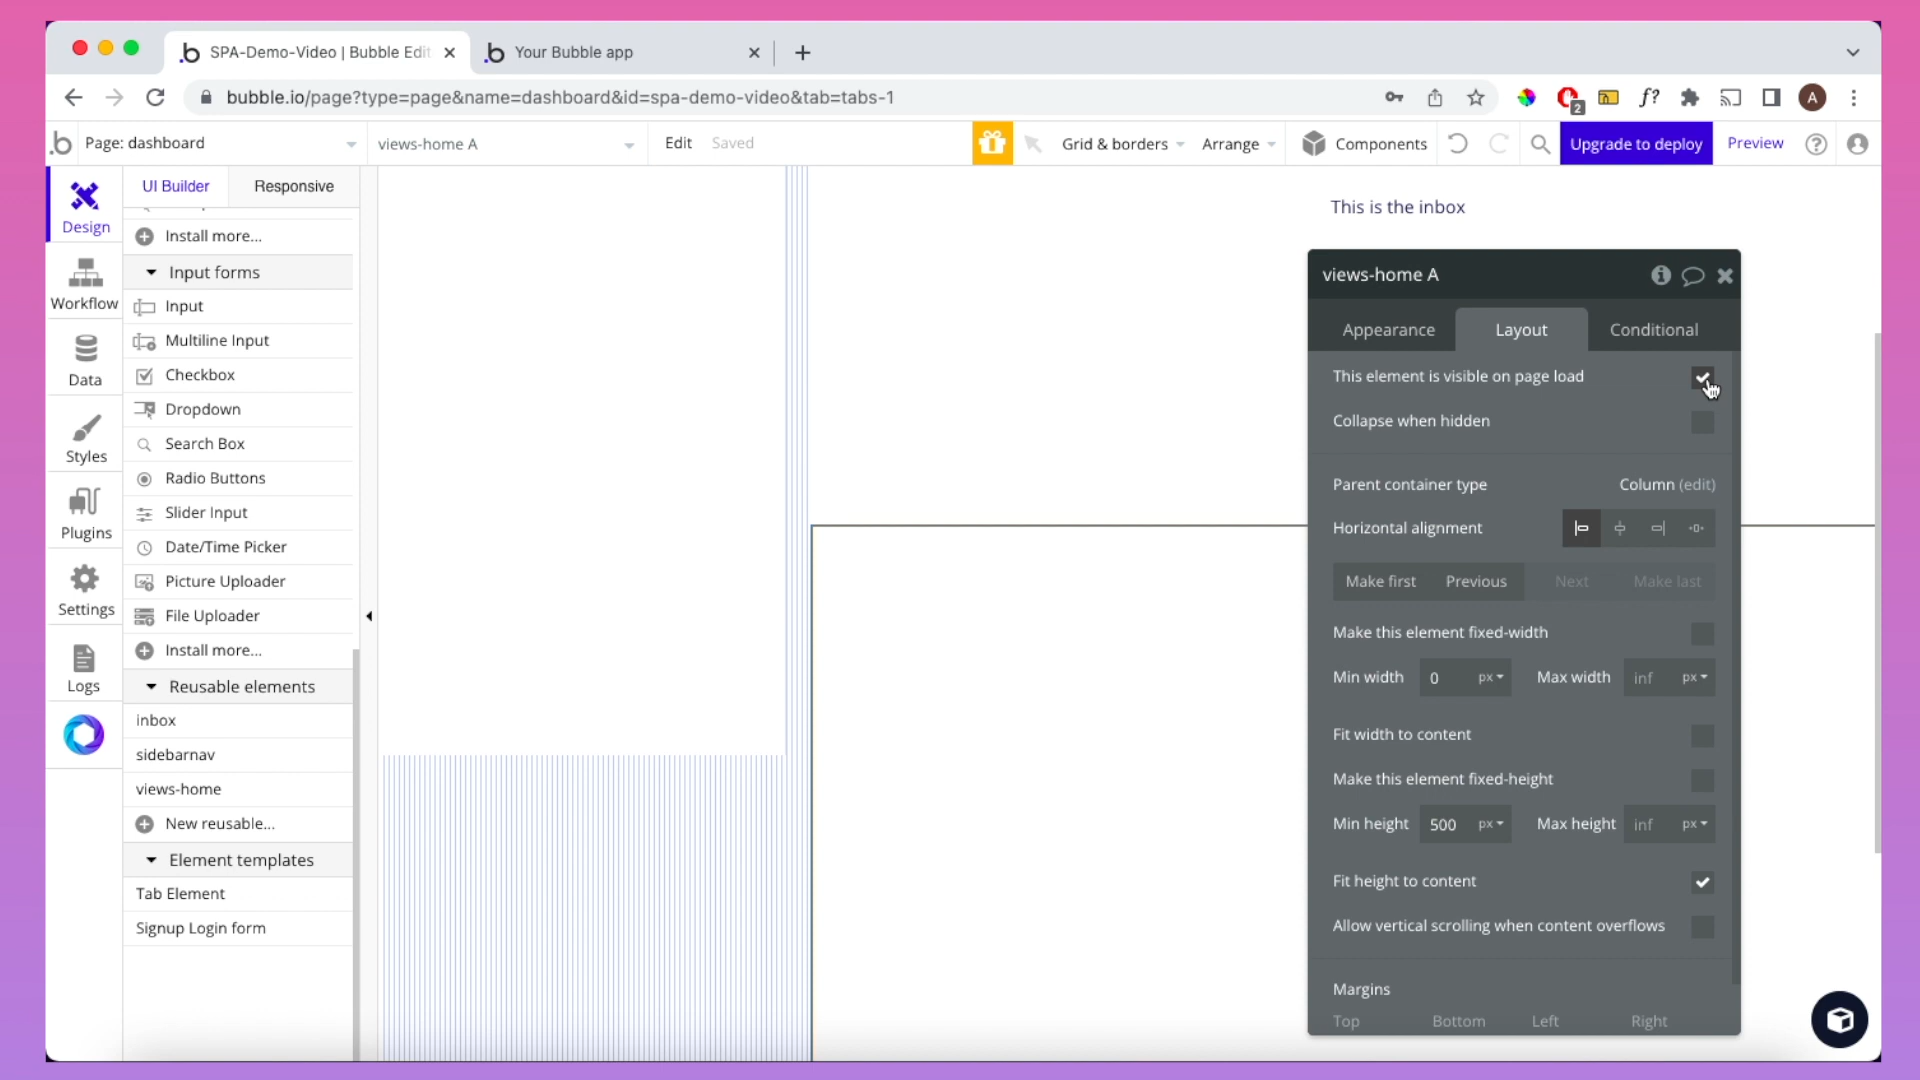 SPA-Demo-Video | Bubble Edit
Your Bubble app
bubble.io/page?type=page&name=dashboard&id=spa-demo-video&tab=tabs-1
2
f?
A
Page: dashboard
views-home A
Edit
Saved
Grid & borders
Arrange
Components
Upgrade to deploy
Preview
Design
Workflow
Data
Styles
Plugins
Settings
Logs
UI Builder
Responsive
Install more...
Input forms
Input
Multiline Input
Checkbox
Dropdown
Search Box
Radio Buttons
Slider Input
Date/Time Picker
Picture Uploader
File Uploader
Install more...
Reusable elements
inbox
sidebarnav
views-home
New reusable...
Element templates
Tab Element
Signup Login form
This is the inbox
views-home A
Appearance
Layout
Conditional
This element is visible on page load
Collapse when hidden
Parent container type Column (edit)
Horizontal alignment
Make first Previous Next Make last
Make this element fixed-width
Min width 0 px Max width inf px
Fit width to content
Make this element fixed-height
Min height 500 px Max height inf px
Fit height to content
Allow vertical scrolling when content overflows
Margins
Top Bottom Left Right